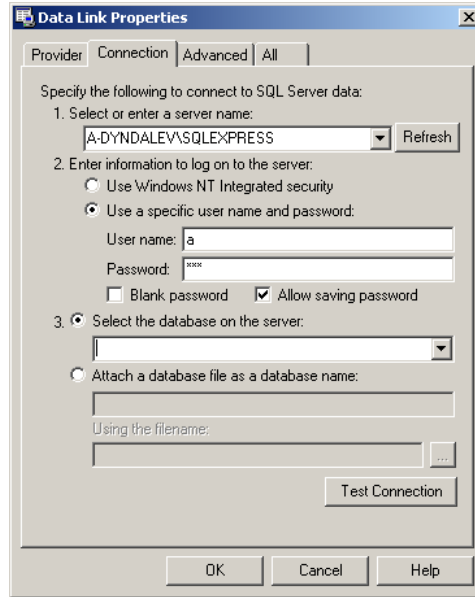 Data Link Properties
Provider Connection Advanced All
Specify the following to connect to SQL Server data:
1. Select or enter a server name:
A-DYNDALEV\SQLEXPRESS Refresh
2. Enter information to log on to the server:
Use Windows NT Integrated security
Use a specific user name and password:
User name: a
Password: ***
Blank password Allow saving password
3. Select the database on the server:
Attach a database file as a database name:
Using the filename:
...
Test Connection
OK Cancel Help